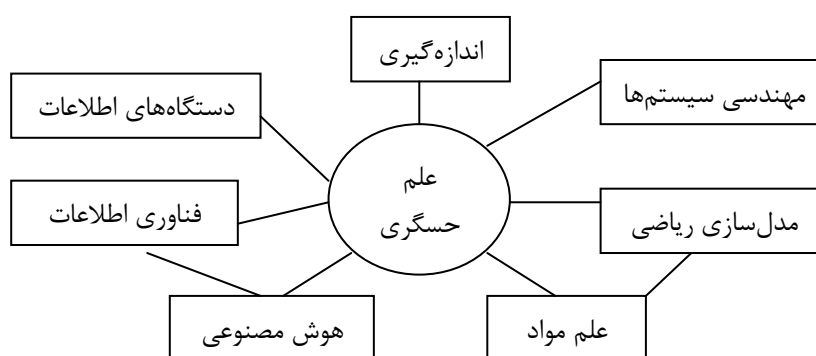 اندازه‌گیری
مهندسی سیستم‌ها
دستگاه‌های اطلاعات
علم
حسگری
فناوری اطلاعات
مدل‌سازی ریاضی
هوش مصنوعی
علم مواد